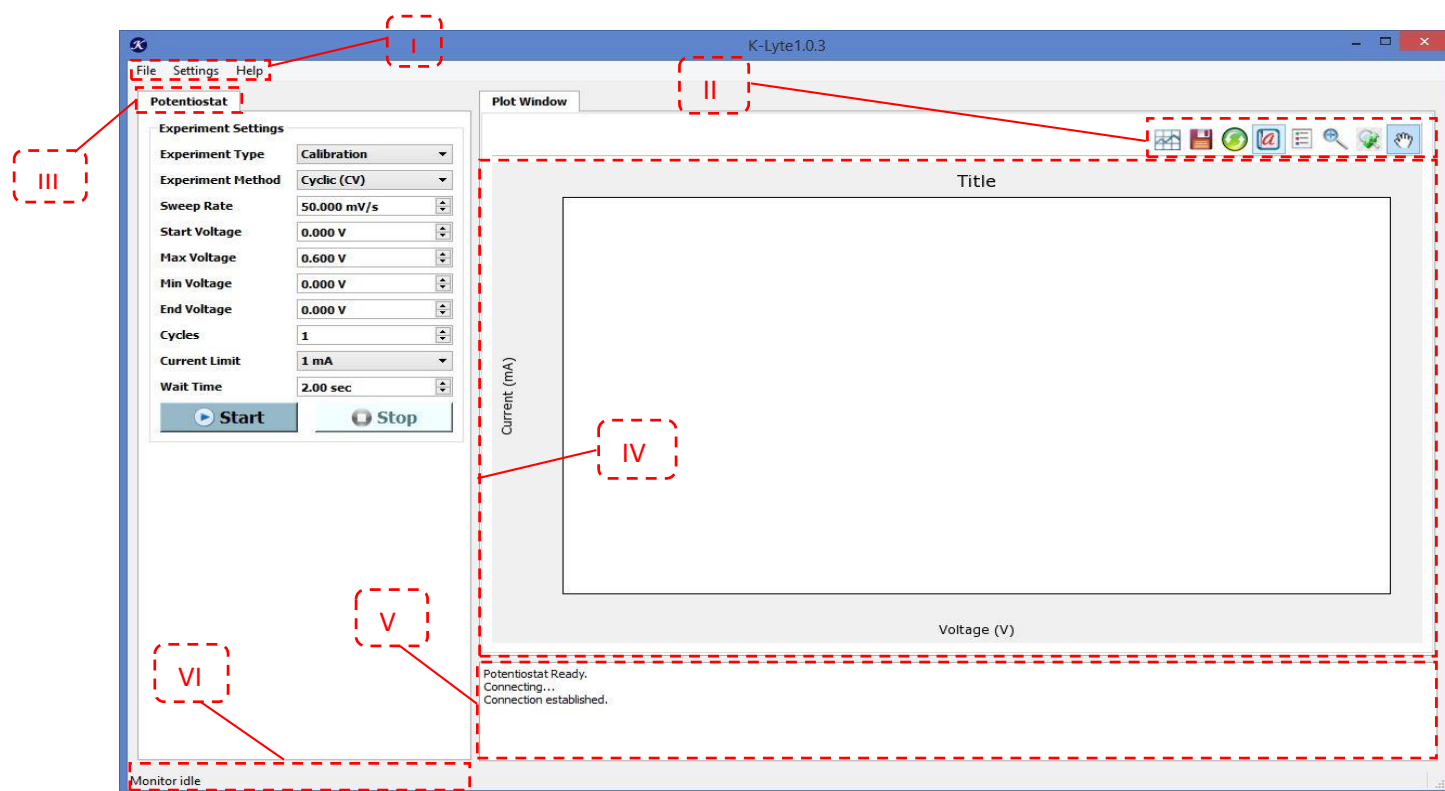 I
K-Lyte1.0.3
File Settings Help
II
Potentiostat
Plot Window
III
Experiment Settings
Experiment Type Calibration
Experiment Method Cyclic (CV)
Sweep Rate 50.000 mV/s
Start Voltage 0.000 V
Max Voltage 0.600 V
Min Voltage 0.000 V
End Voltage 0.000 V
Cycles 1
Current Limit 1 mA
Wait Time 2.00 sec
Start Stop
a
Title
Current (mA)
IV
Voltage (V)
V
Potentiostat Ready.
Connecting...
Connection established.
VI
Monitor idle